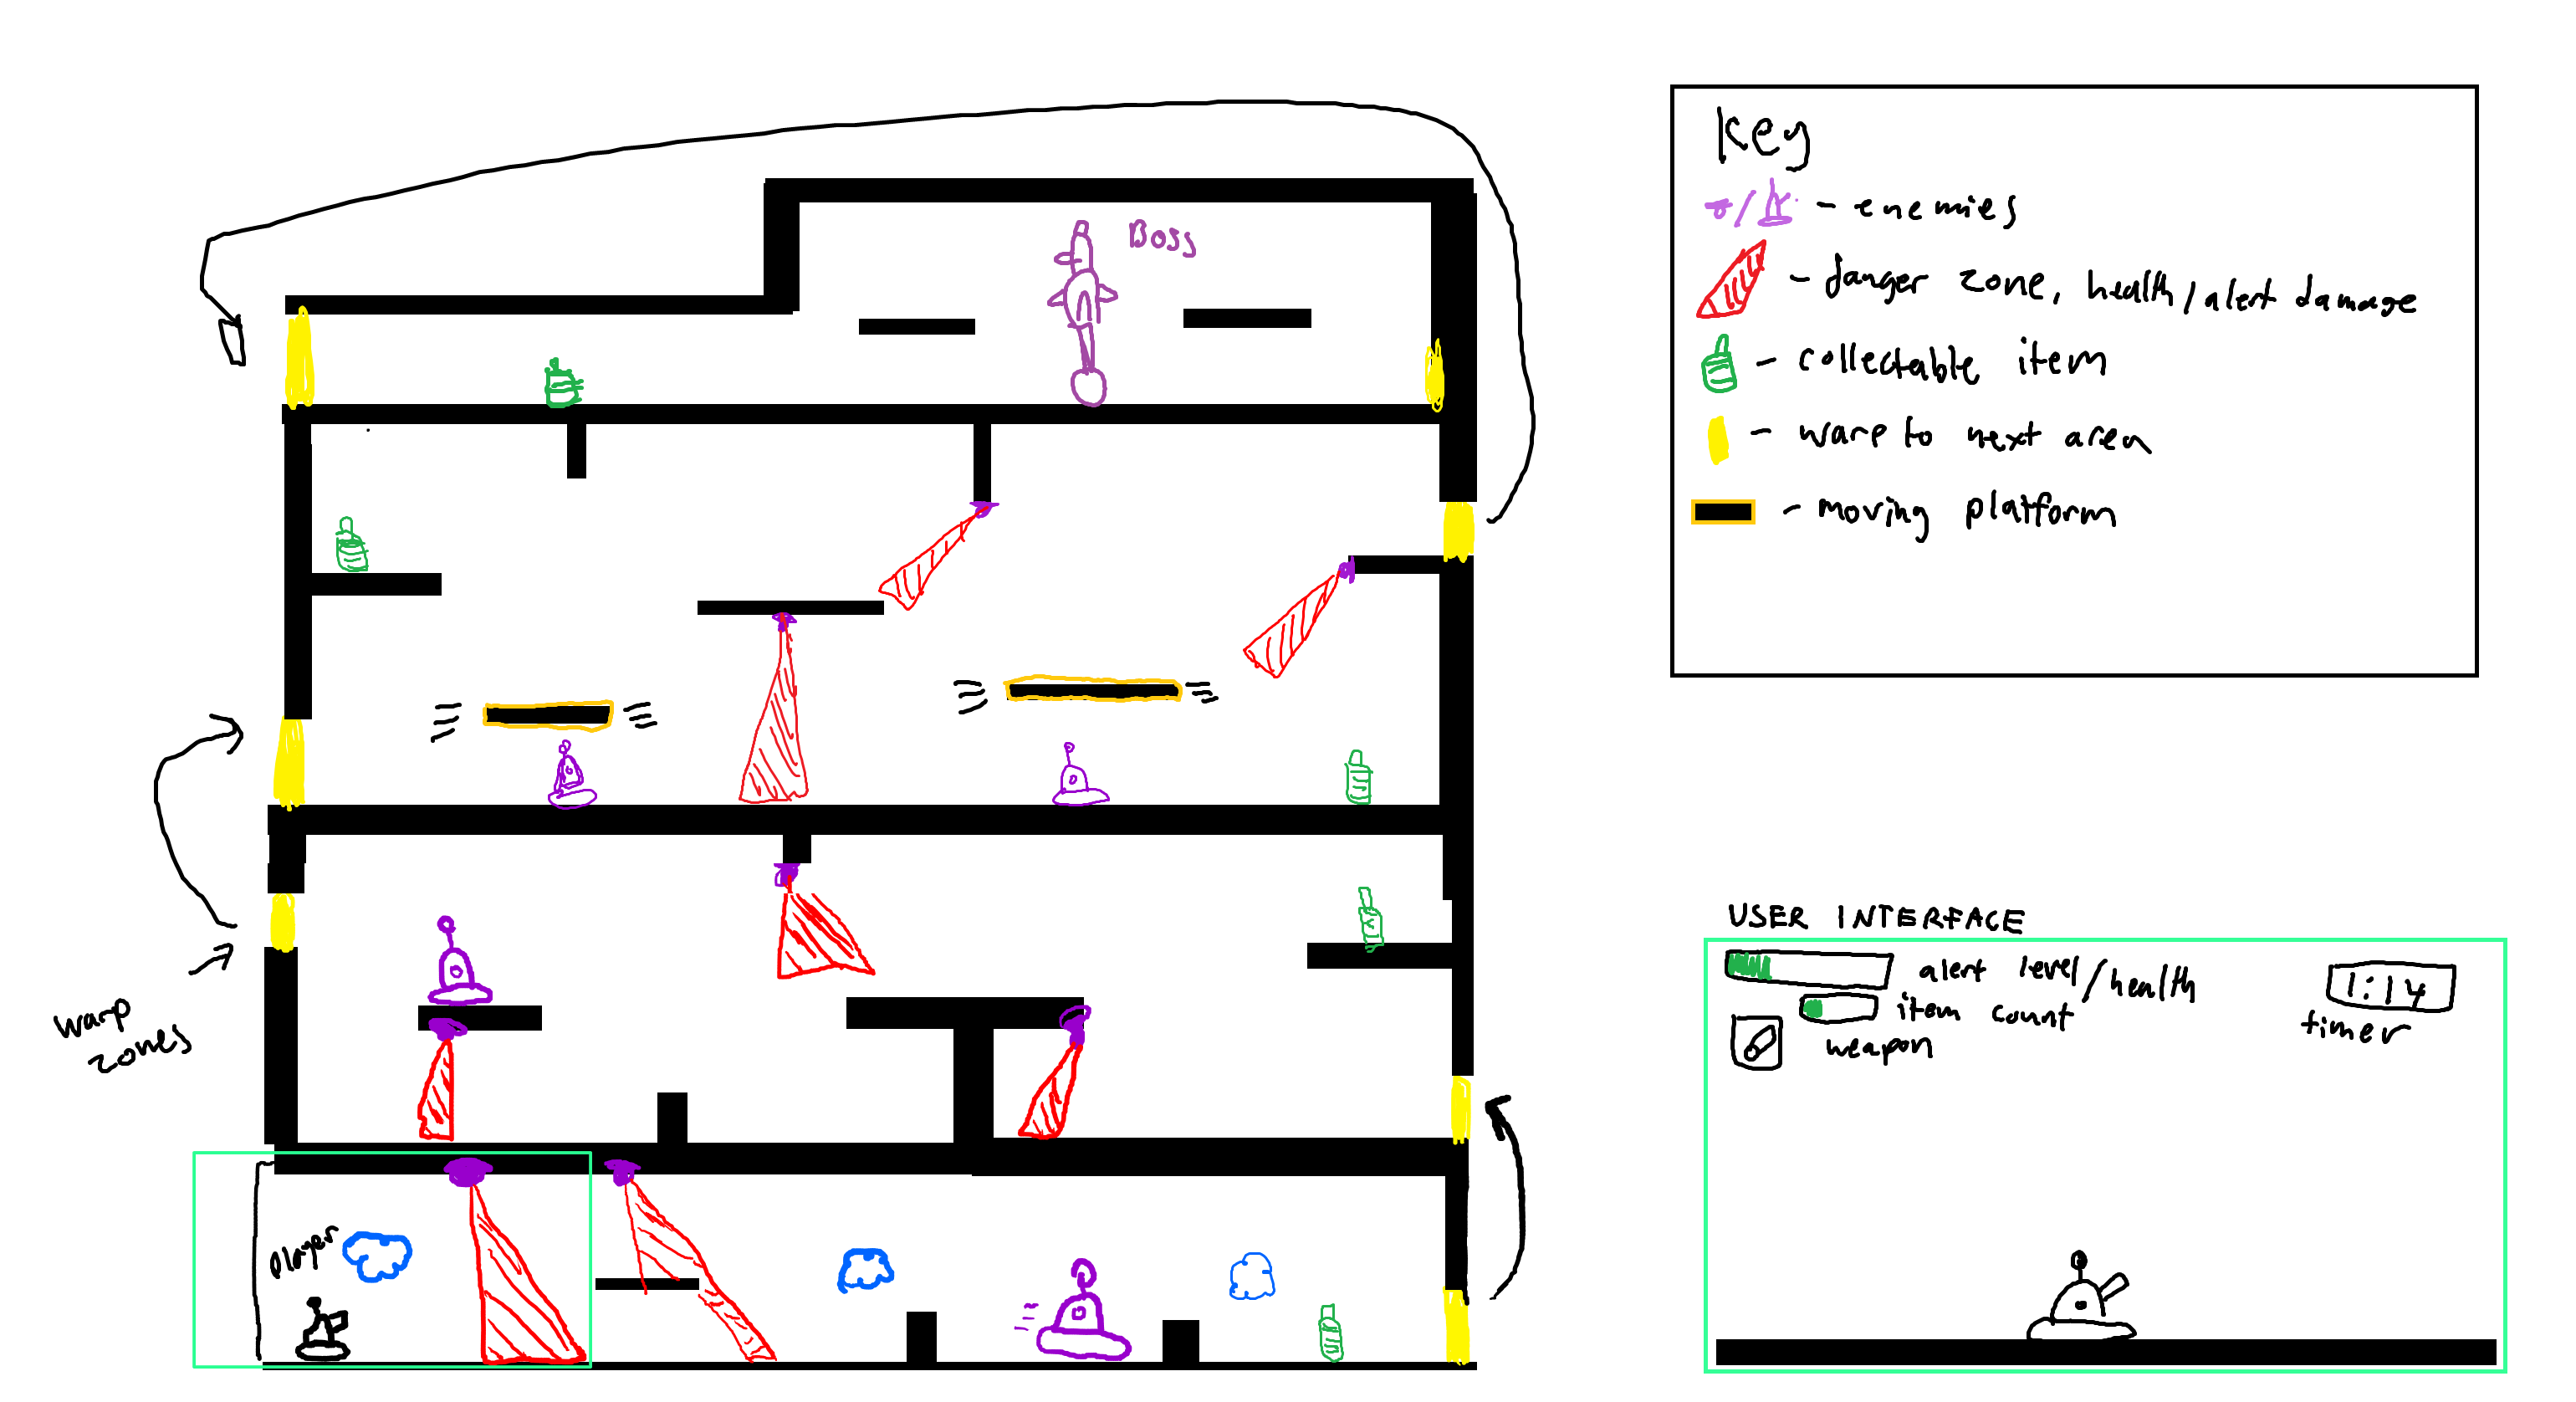 Boss
warp
zones
player
Key
/ - enemies
- danger zone, health/alert damage
- collectable item
- warp to next area
- moving platform
USER INTERFACE
alert level/health
item count
weapon
1:14
timer